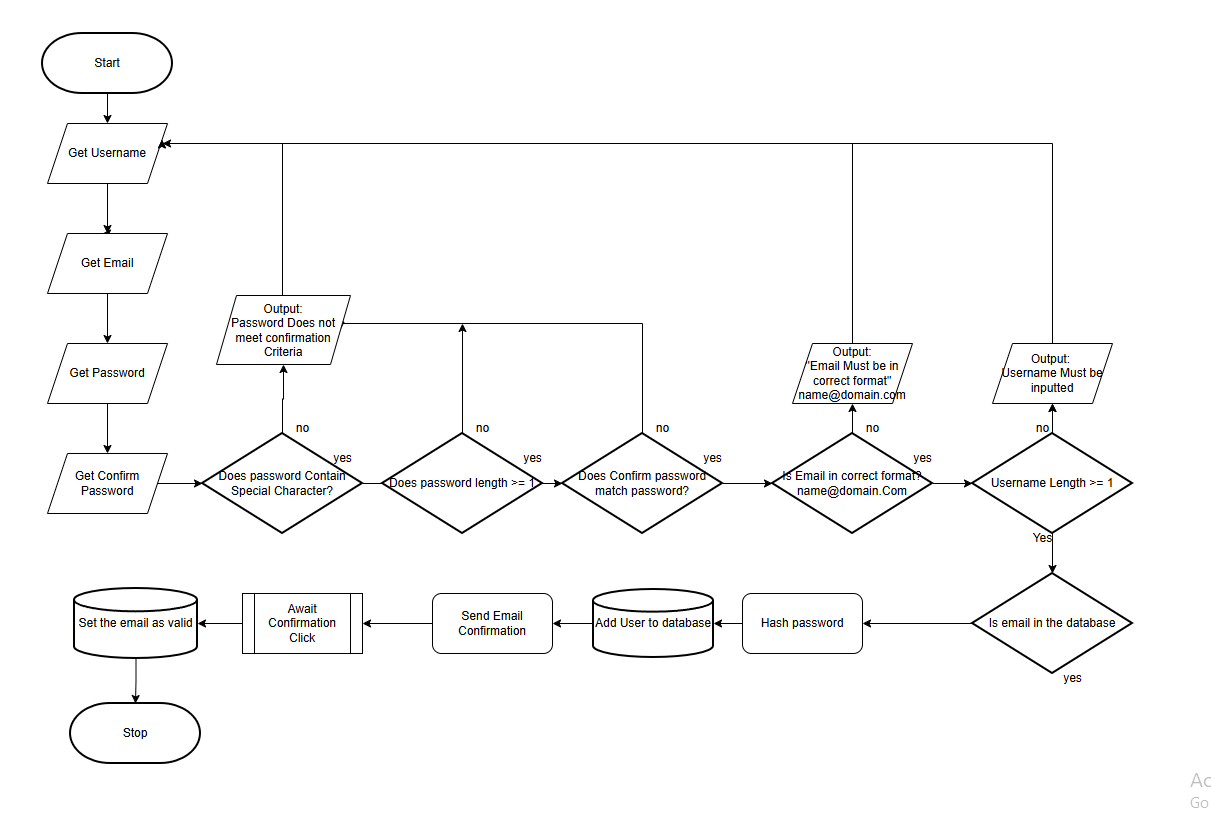 Start
Get Username
Get Email
Get Password
Get Confirm
Password
Output:
Password Does not
meet confirmation
Criteria
no
yes
Does password Contain
Special Character?
no
yes
Does password length >= 1
no
yes
Does Confirm password
match password?
Output:
"Email Must be in
correct format"
name@domain.com
no
yes
Is Email in correct format?
name@domain.Com
Output:
Username Must be
inputted
no
Username Length >= 1
Yes
Is email in the database
yes
Hash password
Add User to database
Send Email
Confirmation
Await
Confirmation
Click
Set the email as valid
Stop
Ac
Go